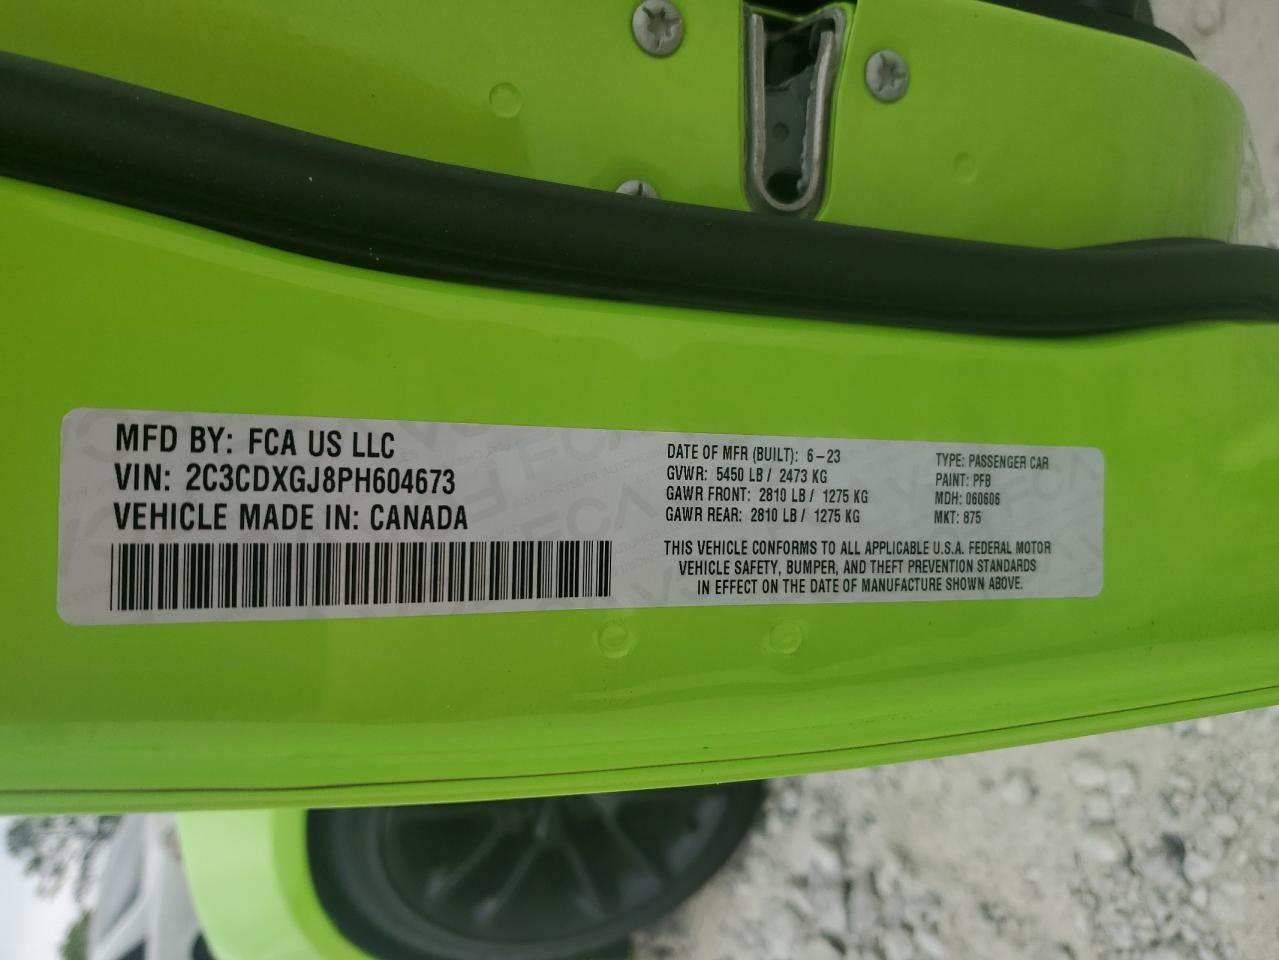 MFD BY: FCA US LLC
VIN: 2C3CDXGJ8PH604673
VEHICLE MADE IN: CANADA
DATE OF MFR (BUILT): 6-23
GVWR: 5450 LB / 2473 KG
GAWR FRONT: 2810 LB / 1275 KG
GAWR REAR: 2810 LB / 1275 KG
TYPE: PASSENGER CAR
PAINT: PFB
MDH: 060606
MKT: 875
THIS VEHICLE CONFORMS TO ALL APPLICABLE U.S.A. FEDERAL MOTOR
VEHICLE SAFETY, BUMPER, AND THEFT PREVENTION STANDARDS
IN EFFECT ON THE DATE OF MANUFACTURE SHOWN ABOVE.